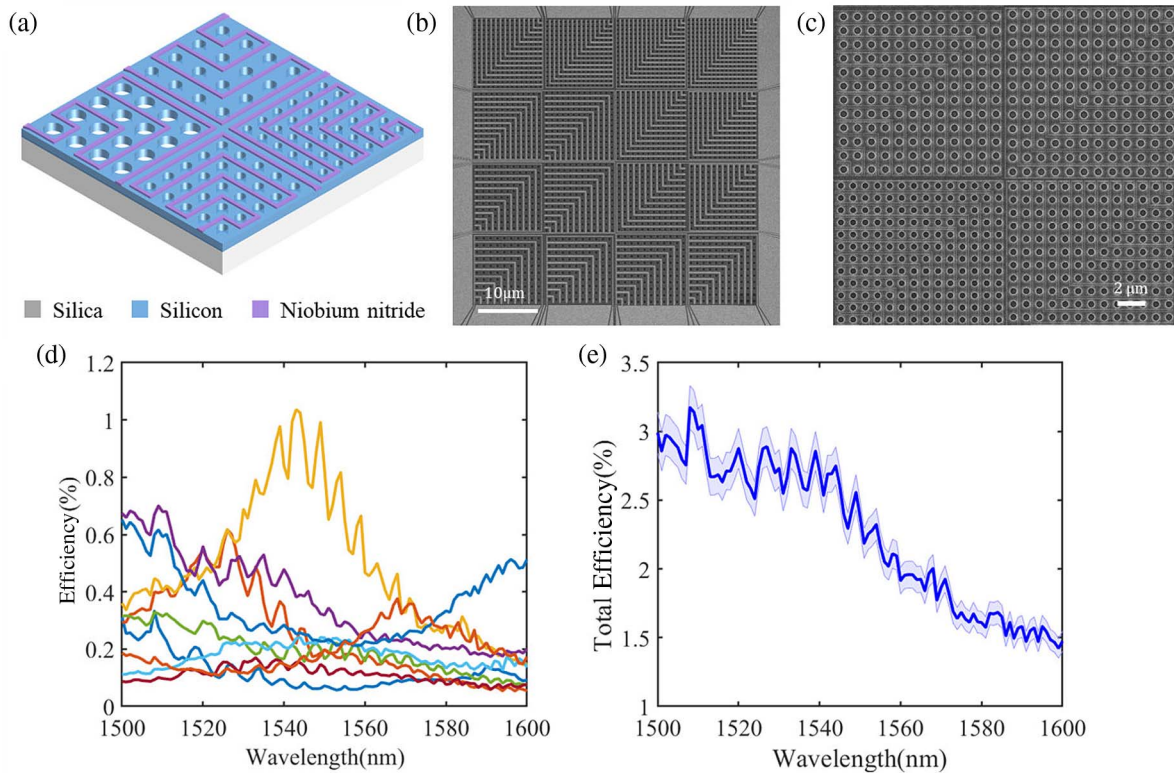 (a)
(b)
(c)
Silica
Silicon
Niobium nitride
10μm
2 μm
(d)
(e)
1.2
1
0.8
0.6
0.4
0.2
0
Efficiency(%)
1500
1520
1540
1560
1580
1600
Wavelength(nm)
3.5
3
2.5
2
1.5
1
Total Efficiency(%)
1500
1520
1540
1560
1580
1600
Wavelength(nm)